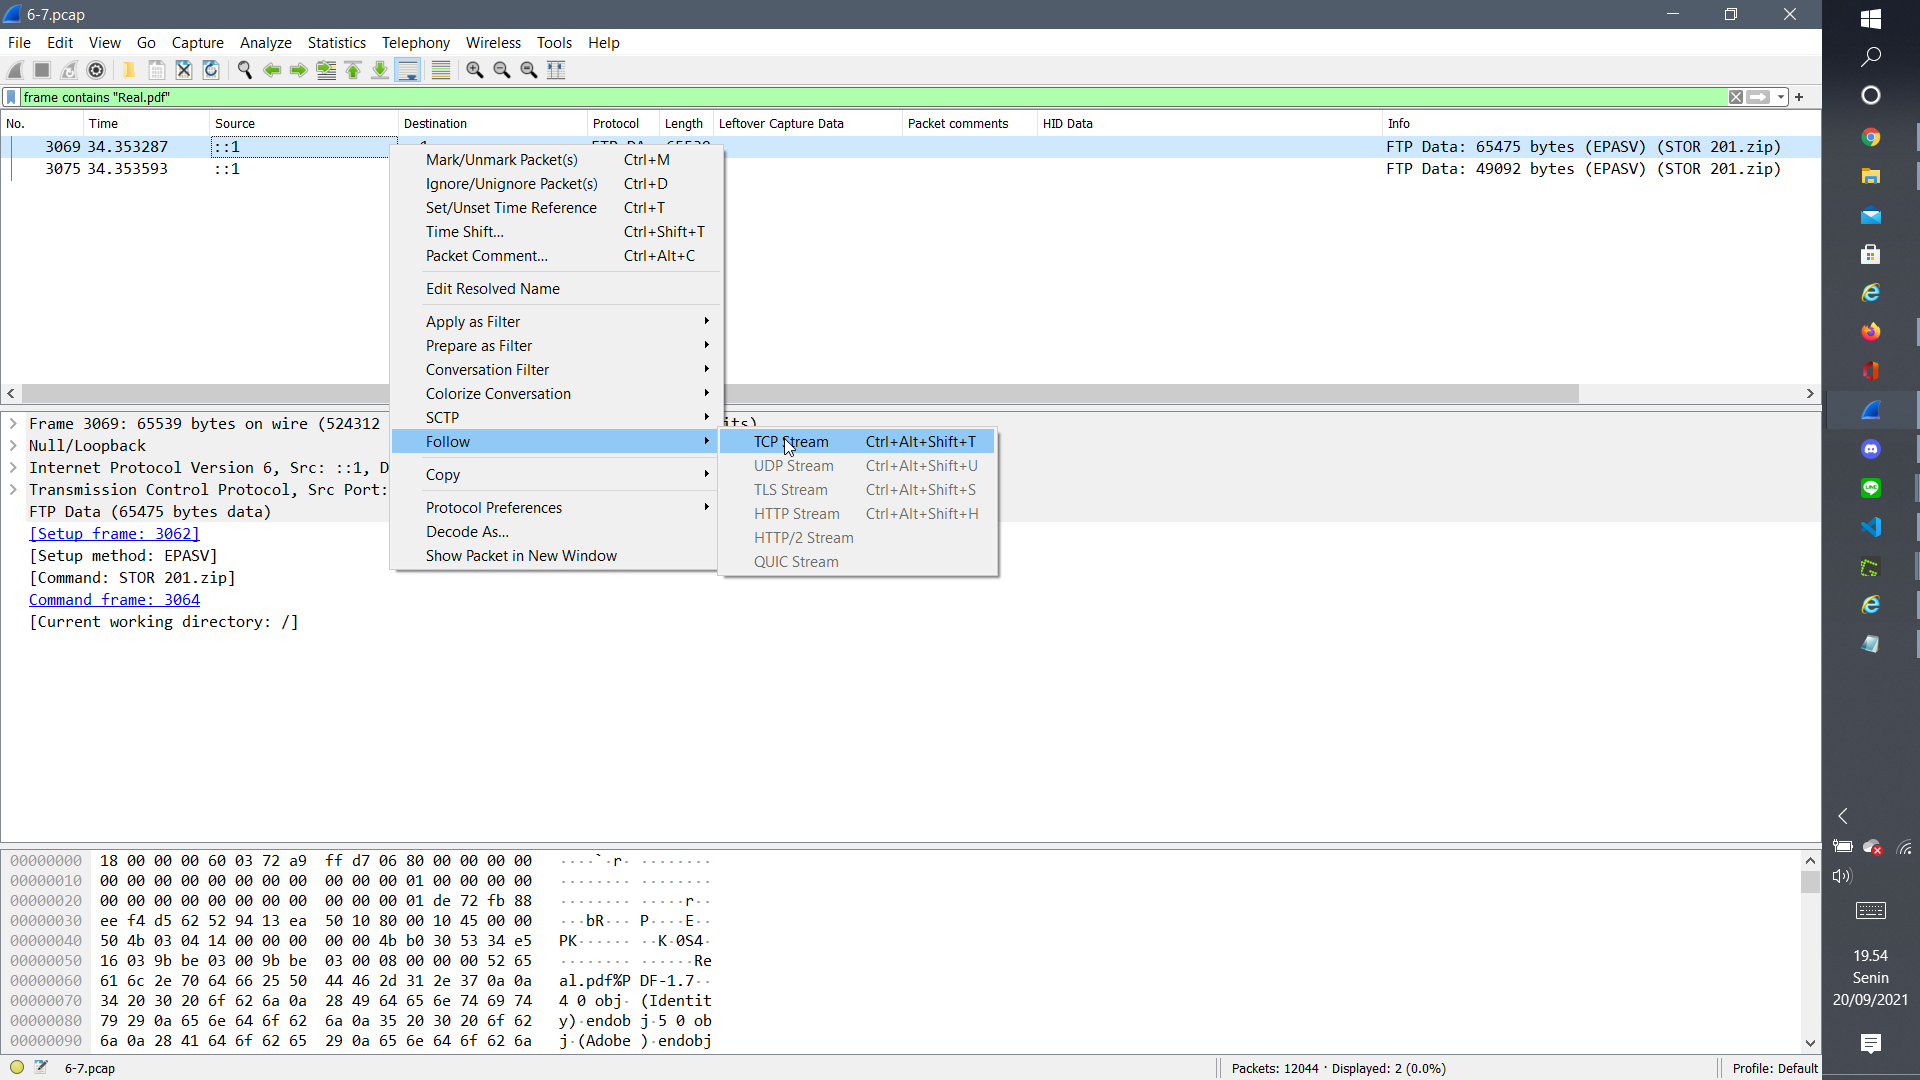 6-7.pcap
File Edit View Go Capture Analyze Statistics Telephony Wireless Tools Help
frame contains "Real.pdf"
No. Time Source Destination Protocol Length Leftover Capture Data Packet comments HID Data Info
3069 34.353287 ::1 FTP Data: 65475 bytes (EPASV) (STOR 201.zip)
3075 34.353593 ::1 FTP Data: 49092 bytes (EPASV) (STOR 201.zip)
Mark/Unmark Packet(s) Ctrl+M
Ignore/Unignore Packet(s) Ctrl+D
Set/Unset Time Reference Ctrl+T
Time Shift... Ctrl+Shift+T
Packet Comment... Ctrl+Alt+C
Edit Resolved Name
Apply as Filter
Prepare as Filter
Conversation Filter
Colorize Conversation
SCTP
Follow
Copy
Protocol Preferences
Decode As...
Show Packet in New Window
TCP Stream Ctrl+Alt+Shift+T
UDP Stream Ctrl+Alt+Shift+U
TLS Stream Ctrl+Alt+Shift+S
HTTP Stream Ctrl+Alt+Shift+H
HTTP/2 Stream
QUIC Stream
Frame 3069: 65539 bytes on wire (524312
Null/Loopback
Internet Protocol Version 6, Src: ::1, D
Transmission Control Protocol, Src Port:
FTP Data (65475 bytes data)
[Setup frame: 3062]
[Setup method: EPASV]
[Command: STOR 201.zip]
Command frame: 3064
[Current working directory: /]
00000000 18 00 00 00 60 03 72 a9 ff d7 06 80 00 00 00 00 ····`·r· ········
00000010 00 00 00 00 00 00 00 00 00 00 00 01 00 00 00 00 ········ ········
00000020 00 00 00 00 00 00 00 00 00 00 00 01 de 72 fb 88 ········ ·····r··
00000030 ee f4 d5 62 52 94 13 ea 50 10 80 00 10 45 00 00 ···bR··· P····E··
00000040 50 4b 03 04 14 00 00 00 00 00 4b b0 30 53 34 e5 PK······ ··K·0S4·
00000050 16 03 9b be 03 00 9b be 03 00 08 00 00 00 52 65 ········ ······Re
00000060 61 6c 2e 70 64 66 25 50 44 46 2d 31 2e 37 0a 0a al.pdf%P DF-1.7··
00000070 34 20 30 20 6f 62 6a 0a 28 49 64 65 6e 74 69 74 4 0 obj· (Identit
00000080 79 29 0a 65 6e 64 6f 62 6a 0a 35 20 30 20 6f 62 y)·endob j·5 0 ob
00000090 6a 0a 28 41 64 6f 62 65 29 0a 65 6e 64 6f 62 6a j·(Adobe )·endobj
6-7.pcap Packets: 12044 · Displayed: 2 (0.0%) Profile: Default
19.54
Senin
20/09/2021